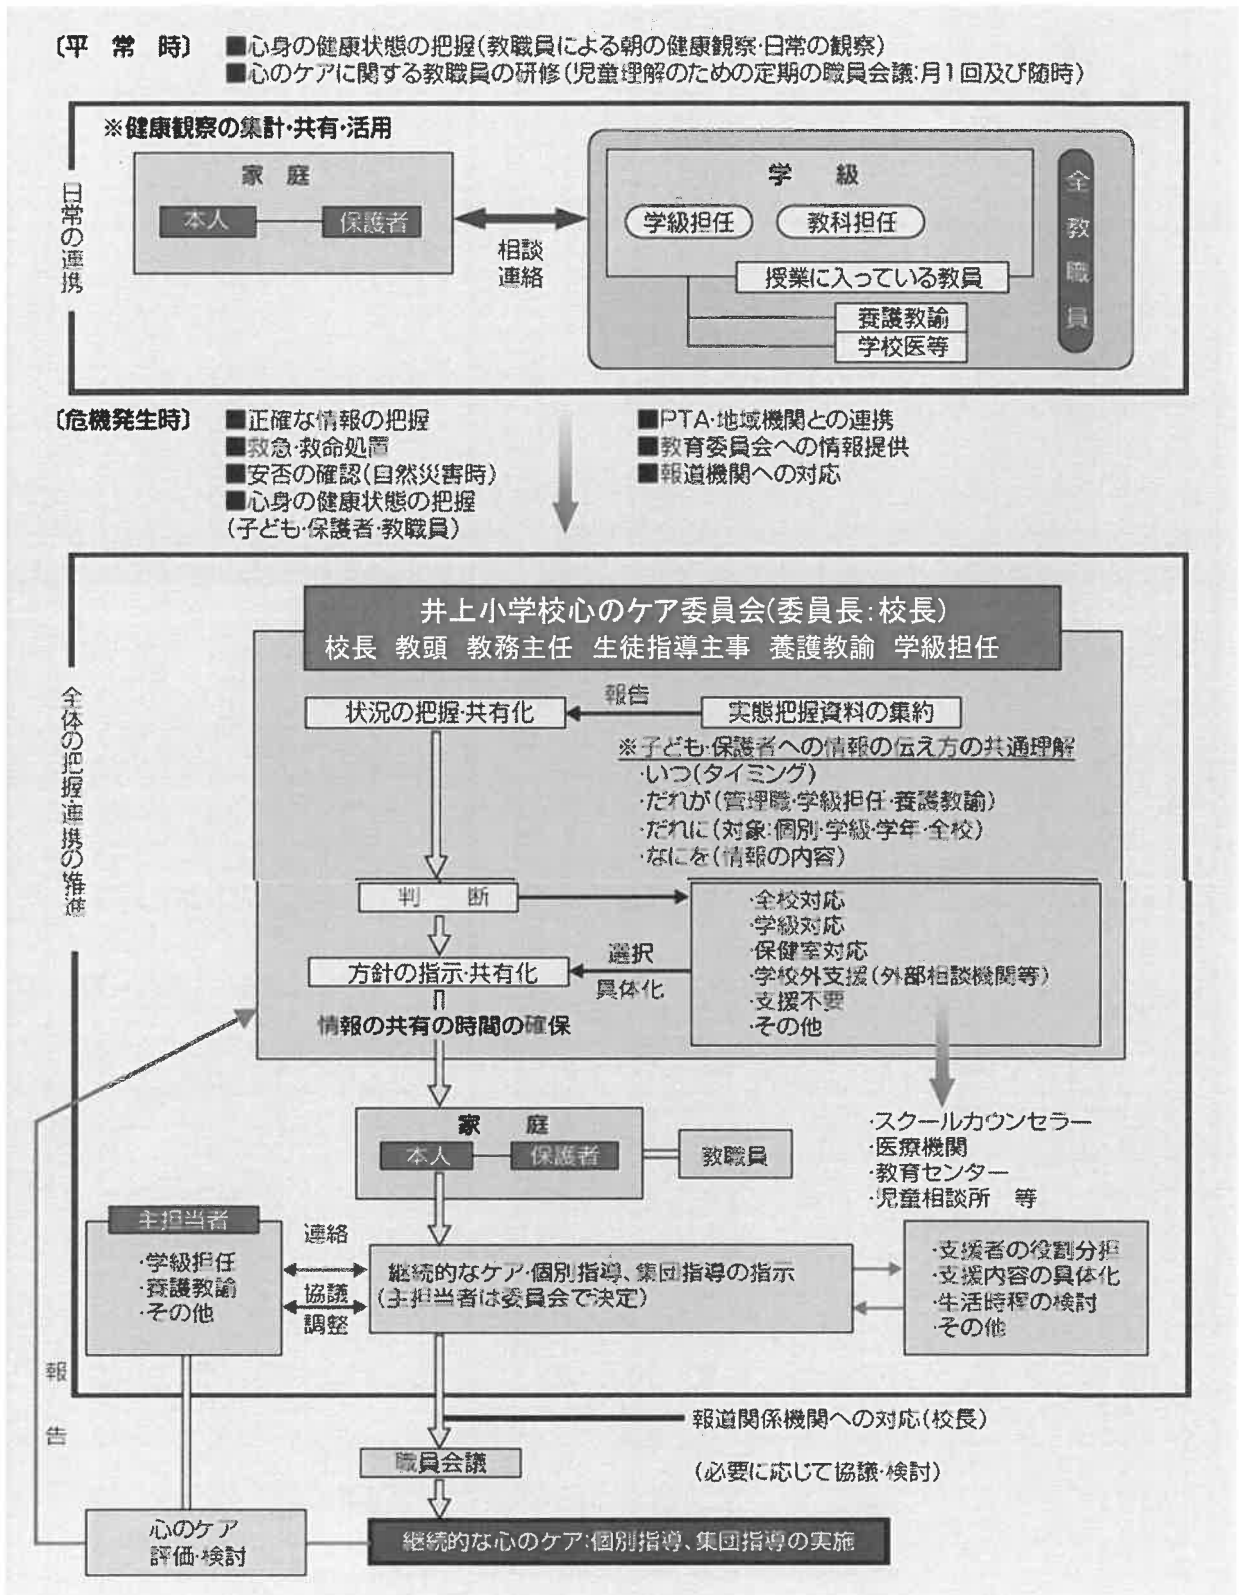 〔平　常　時〕　■心身の健康状態の把握(教職員による朝の健康観察・日常の観察)
■心のケアに関する教職員の研修(児童理解のための定期の職員会議:月1回及び随時)
日常の連携
※健康観察の集計・共有・活用
家　庭
本人
保護者
相談
連絡
学　級
学級担任
教科担任
授業に入っている教員
養護教諭
学校医等
全教職員
〔危機発生時〕
■正確な情報の把握
■救急・救命処置
■安否の確認(自然災害時)
■心身の健康状態の把握
(子ども・保護者・教職員)
■PTA・地域機関との連携
■教育委員会への情報提供
■報道機関への対応
全体の把握・連携の推進
井上小学校心のケア委員会(委員長:校長)
校長　教頭　教務主任　生徒指導主事　養護教諭　学級担任
状況の把握・共有化
報告
実態把握資料の集約
※子ども・保護者への情報の伝え方の共通理解
・いつ(タイミング)
・だれが(管理職・学級担任・養護教諭)
・だれに(対象:個別・学級・学年・全校)
・なにを(情報の内容)
判　断
・全校対応
・学級対応
・保健室対応
・学校外支援(外部相談機関等)
・支援不要
・その他
選択
具体化
方針の指示・共有化
情報の共有の時間の確保
家　庭
本人
保護者
教職員
・スクールカウンセラー
・医療機関
・教育センター
・児童相談所　等
主担当者
・学級担任
・養護教諭
・その他
連絡
協議
調整
継続的なケア・個別指導、集団指導の指示
(主担当者は委員会で決定)
・支援者の役割分担
・支援内容の具体化
・生活時程の検討
・その他
報告
報道関係機関への対応(校長)
職員会議
(必要に応じて協議・検討)
心のケア
評価・検討
継続的な心のケア:個別指導、集団指導の実施